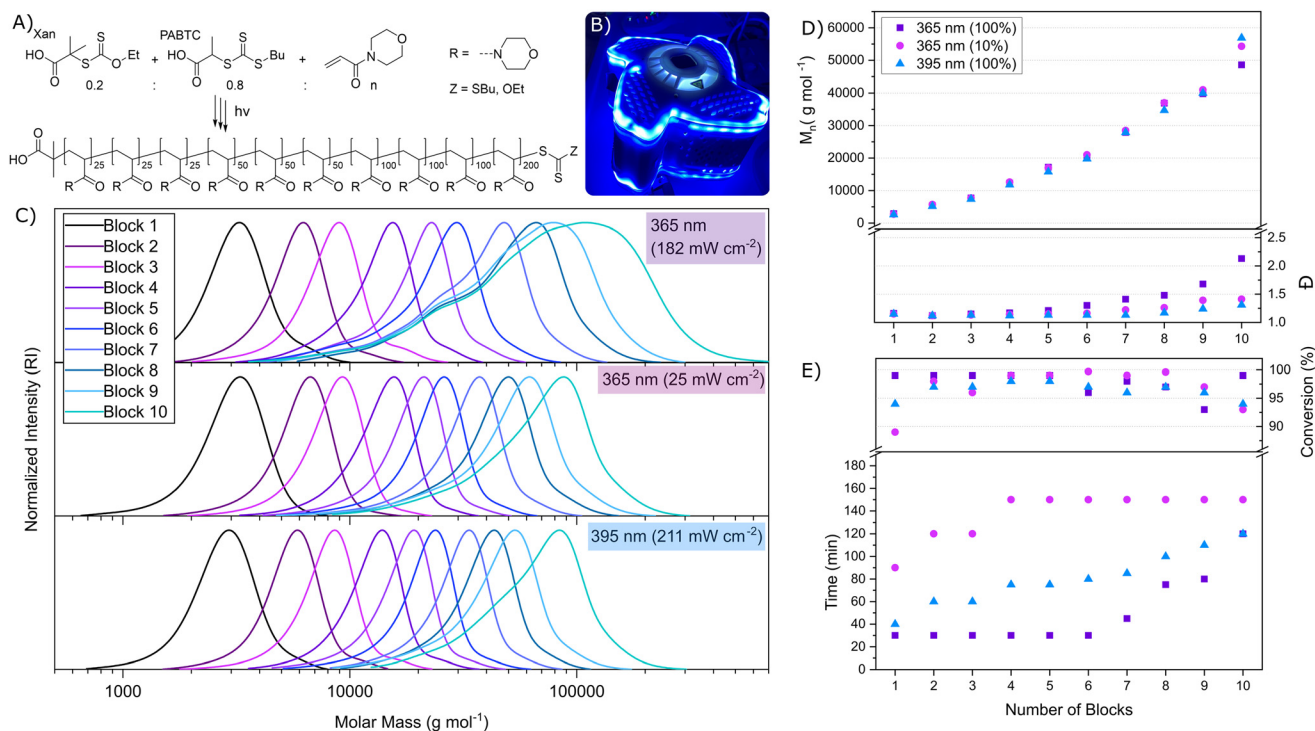 A)
Xan
HO
O
S
O
Et
0.2
+
:
PABTC
HO
O
S
S
S
Bu
0.8
+
:
O
N
O
n
R =
N
O
Z = SBu, OEt
hν
HO
O
25
25
25
50
50
50
100
100
100
200
S
Z
S
R
O
R
O
R
O
R
O
R
O
R
O
R
O
R
O
R
O
R
O
B)
C)
Block 1
Block 2
Block 3
Block 4
Block 5
Block 6
Block 7
Block 8
Block 9
Block 10
365 nm
(182 mW cm⁻²)
365 nm (25 mW cm⁻²)
395 nm (211 mW cm⁻²)
Normalized Intensity (RI)
1000
10000
100000
Molar Mass (g mol⁻¹)
D)
365 nm (100%)
365 nm (10%)
395 nm (100%)
Mn( g mol⁻¹)
60000
50000
40000
30000
20000
10000
0
2.5
2.0
1.5
1.0
Đ
1 2 3 4 5 6 7 8 9 10
E)
100
95
90
Conversion (%)
180
160
140
120
100
80
60
40
20
0
Time (min)
1 2 3 4 5 6 7 8 9 10
Number of Blocks